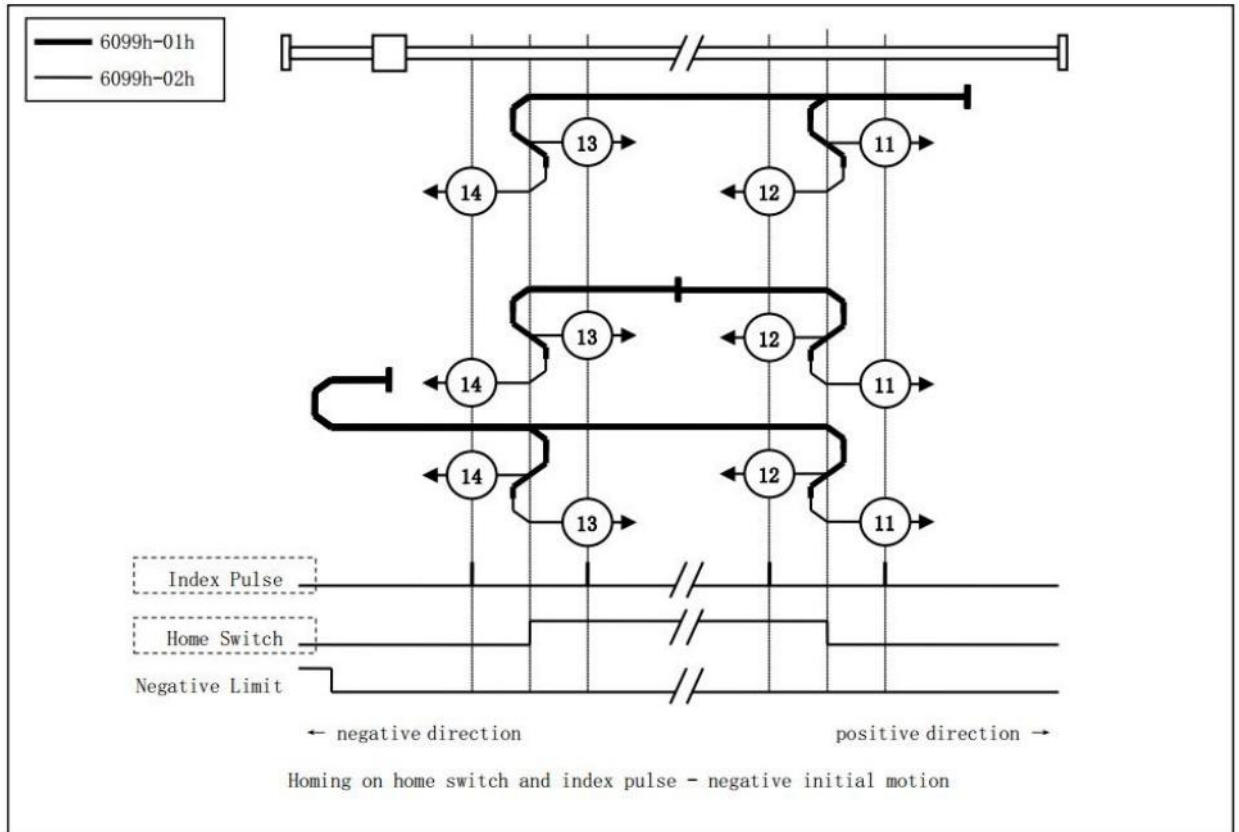 6099h-01h
6099h-02h
13
11
14
12
13
12
14
11
14
12
13
11
Index Pulse
Home Switch
Negative Limit
← negative direction
positive direction →
Homing on home switch and index pulse - negative initial motion